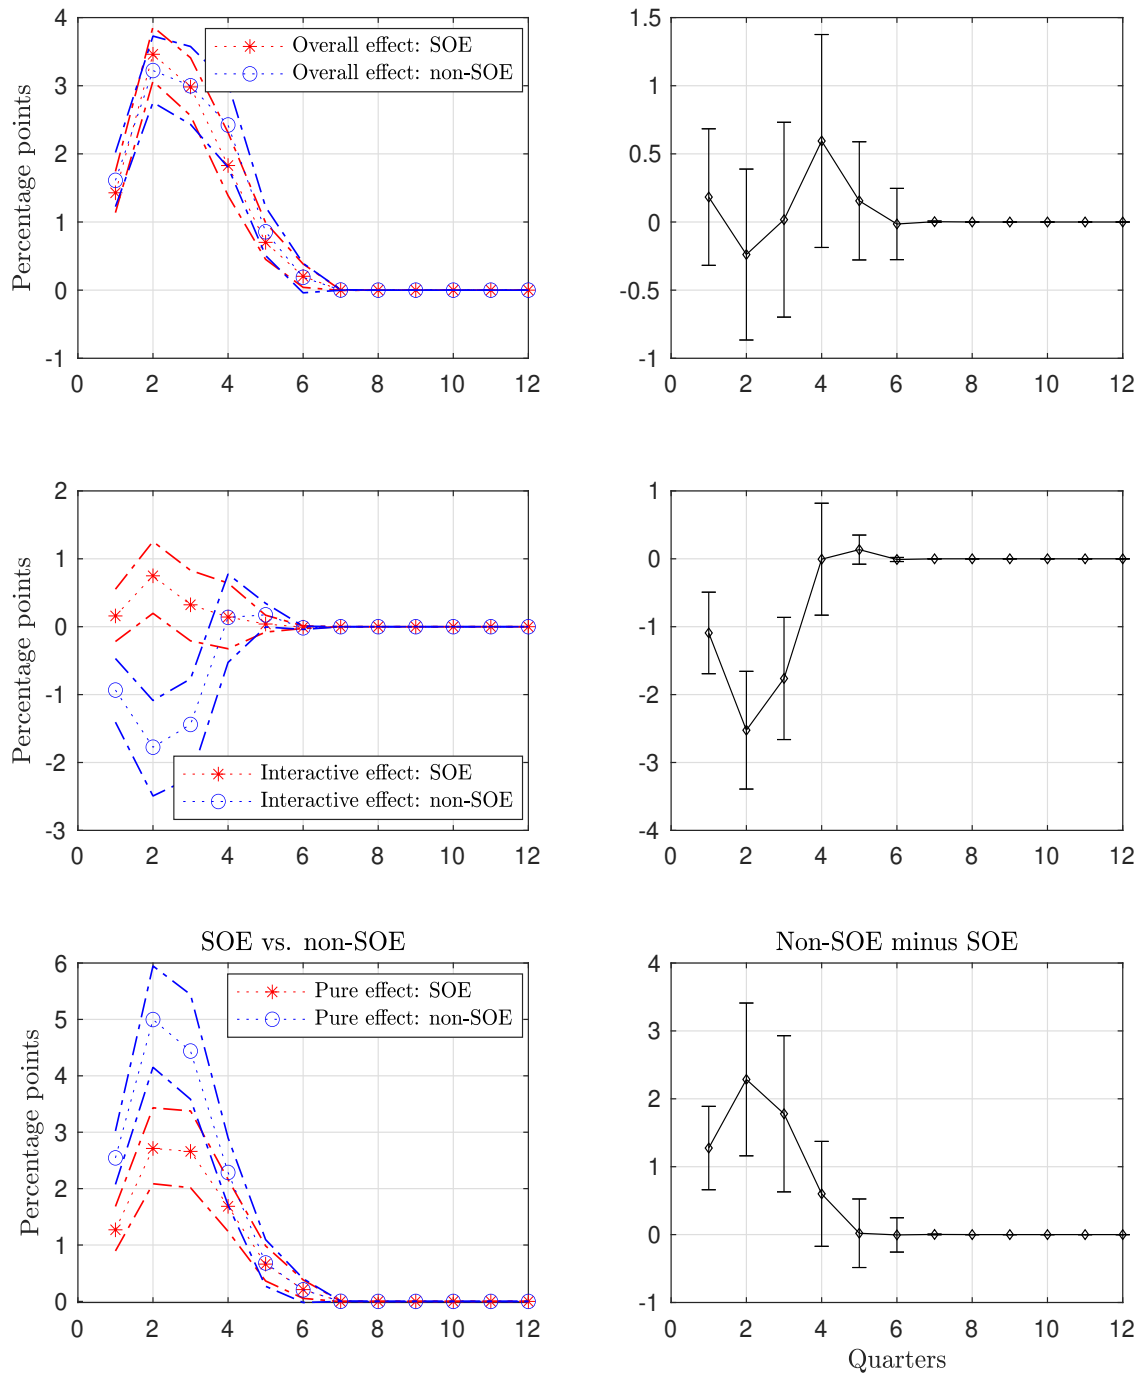 4
3
2
1
0
-1
Percentage points
Overall effect: SOE
Overall effect: non-SOE
0 2 4 6 8 10 12
1.5
1
0.5
0
-0.5
-1
0 2 4 6 8 10 12
2
1
0
-1
-2
-3
Percentage points
Interactive effect: SOE
Interactive effect: non-SOE
0 2 4 6 8 10 12
1
0
-1
-2
-3
-4
0 2 4 6 8 10 12
SOE vs. non-SOE
6
5
4
3
2
1
0
Percentage points
Pure effect: SOE
Pure effect: non-SOE
0 2 4 6 8 10 12
Non-SOE minus SOE
4
3
2
1
0
-1
0 2 4 6 8 10 12
Quarters